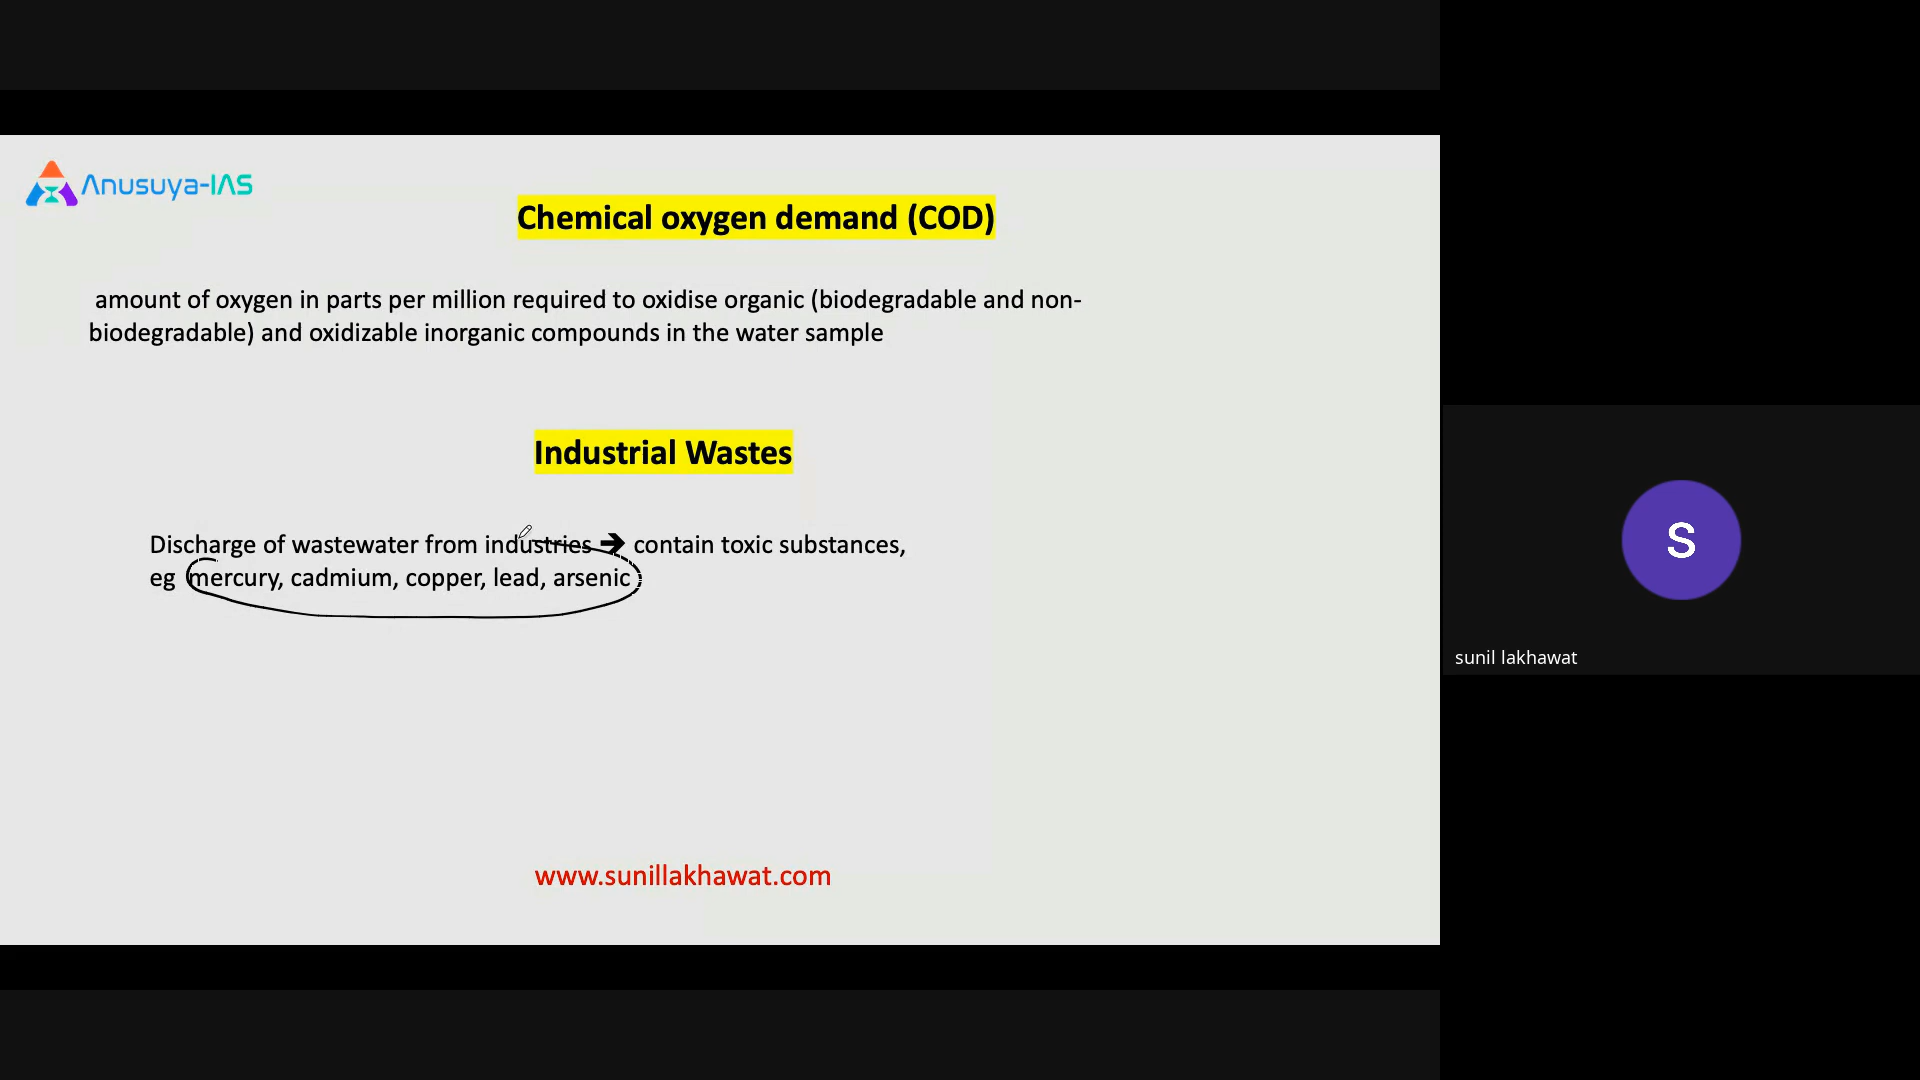 Anusuya-IAS
Chemical oxygen demand (COD)
amount of oxygen in parts per million required to oxidise organic (biodegradable and non-
biodegradable) and oxidizable inorganic compounds in the water sample
Industrial Wastes
Discharge of wastewater from industries ➔ contain toxic substances,
eg mercury, cadmium, copper, lead, arsenic
www.sunillakhawat.com
S
sunil lakhawat